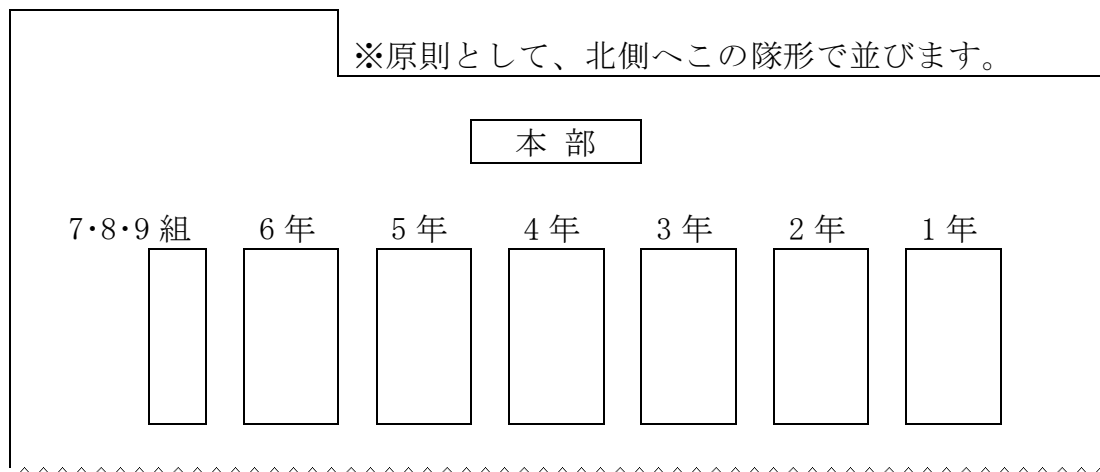 ※原則として、北側へこの隊形で並びます。
本 部
7・8・9 組 6 年 5 年 4 年 3 年 2 年 1 年